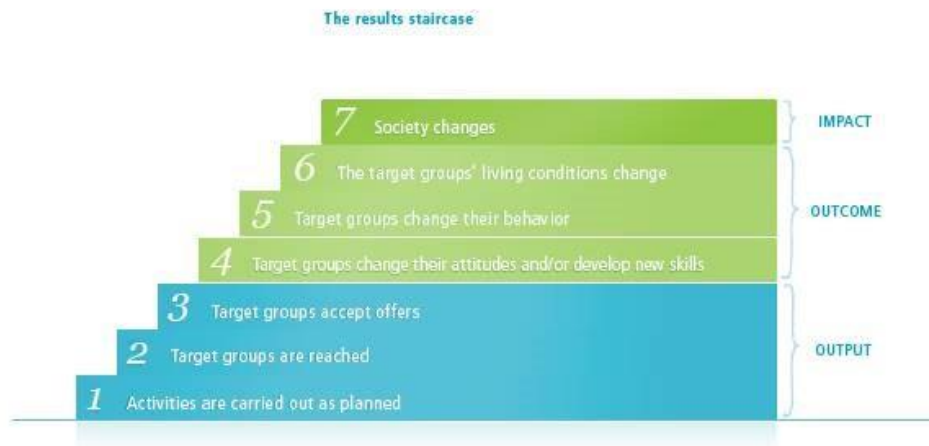 The results staircase
7 Society changes
IMPACT
6 The target groups' living conditions change
5 Target groups change their behavior
OUTCOME
4 Target groups change their attitudes and/or develop new skills
3 Target groups accept offers
2 Target groups are reached
OUTPUT
1 Activities are carried out as planned